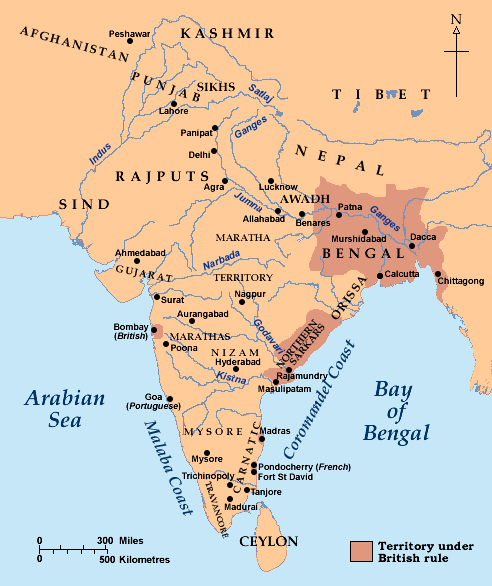 AFGHANISTAN
Peshawar
KASHMIR
N
PUNJAB
SIKHS
Satlaj
TIBET
Lahore
Panipat
Ganges
Delhi
Indus
NEPAL
RAJPUTS
Agra
Lucknow
Jumna
AWADH
SIND
Allahabad
Benares
Patna
Ganges
MARATHA
Murshidabad
Dacca
Ahmedabad
Narbada
BENGAL
GUJARAT
TERRITORY
Calcutta
Chittagong
Surat
Nagpur
ORISSA
Aurangabad
Bombay
(British)
MARATHAS
Poona
Godavari
NORTHERN
SARKARS
NIZAM
Hyderabad
Kistna
Rajamundry
Masulipatam
Arabian
Sea
Goa
(Portuguese)
Coromandel Coast
Bay
of
Bengal
Malaba Coast
MYSORE
Madras
CARNATIC
Mysore
Pondocherry (French)
Fort St David
Trichinopoly
Tanjore
Madurai
TRAVANCORE
CEYLON
0 300 Miles
0 500 Kilometres
Territory under
British rule